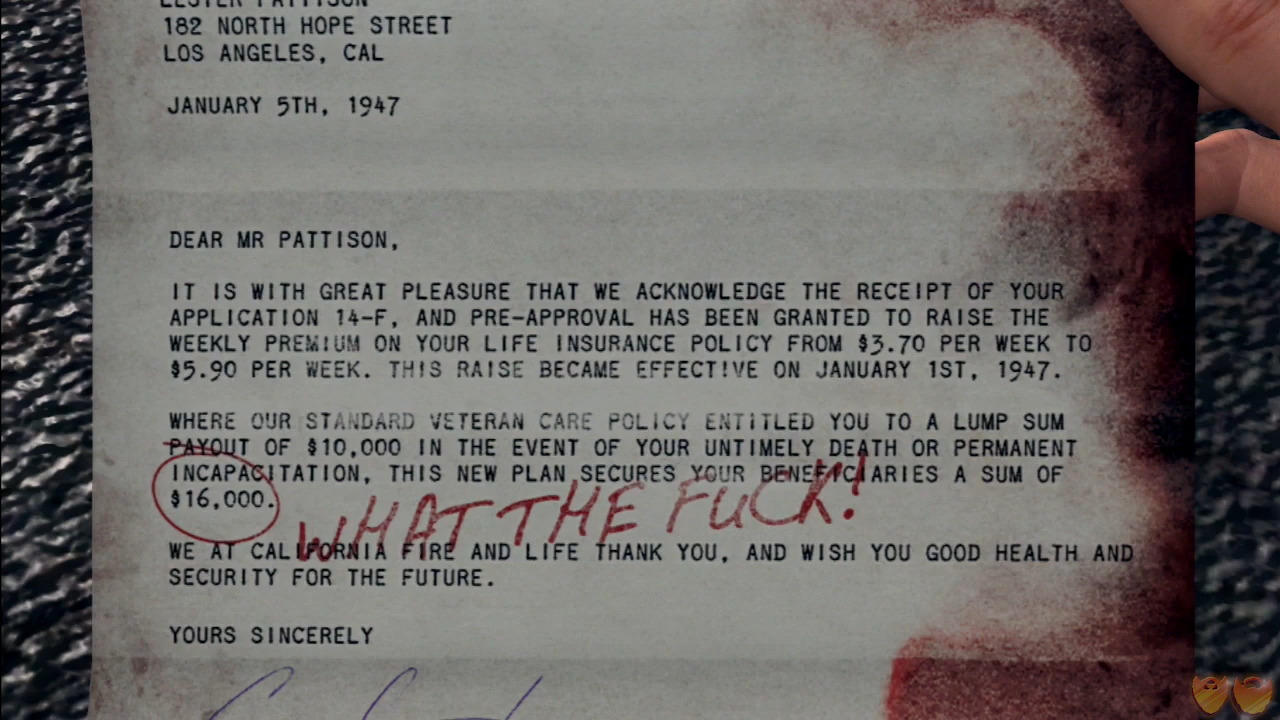 LESTER PATTISON
182 NORTH HOPE STREET
LOS ANGELES, CAL
JANUARY 5TH, 1947
DEAR MR PATTISON,
IT IS WITH GREAT PLEASURE THAT WE ACKNOWLEDGE THE RECEIPT OF YOUR
APPLICATION 14-F, AND PRE-APPROVAL HAS BEEN GRANTED TO RAISE THE
WEEKLY PREMIUM ON YOUR LIFE INSURANCE POLICY FROM $3.70 PER WEEK TO
$5.90 PER WEEK. THIS RAISE BECAME EFFECTIVE ON JANUARY 1ST, 1947.
WHERE OUR STANDARD VETERAN CARE POLICY ENTITLED YOU TO A LUMP SUM
PAYOUT OF $10,000 IN THE EVENT OF YOUR UNTIMELY DEATH OR PERMANENT
INCAPACITATION, THIS NEW PLAN SECURES YOUR BENEFICIARIES A SUM OF
$16,000.
WHAT THE FUCK!
WE AT CALIFORNIA FIRE AND LIFE THANK YOU, AND WISH YOU GOOD HEALTH AND
SECURITY FOR THE FUTURE.
YOURS SINCERELY